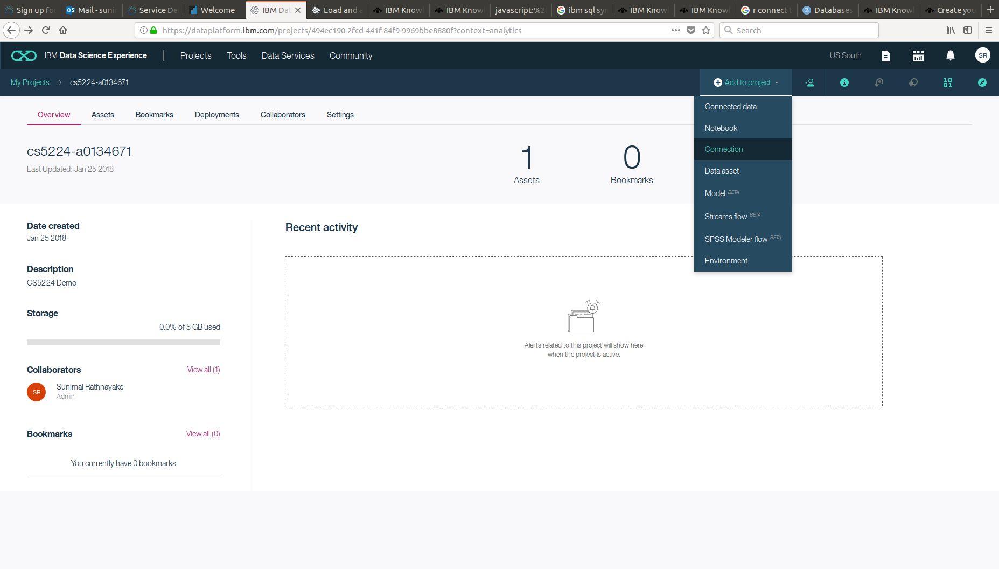 Sign up fo
Mail - suni
Service De
Welcome
IBM Dat
Load and a
IBM Knowl
IBM Knowl
javascript:%2
ibm sql syn
IBM Knowl
IBM Knowl
r connect t
Databases
IBM Knowl
Create you
https://dataplatform.ibm.com/projects/494ec190-2fcd-441f-84f9-9969bbe8880f?context=analytics
Search
IBM Data Science Experience
Projects
Tools
Data Services
Community
US South
SR
My Projects > cs5224-a0134671
Add to project
Connected data
Notebook
Connection
Data asset
Model BETA
Streams flow BETA
SPSS Modeler flow BETA
Environment
Overview
Assets
Bookmarks
Deployments
Collaborators
Settings
cs5224-a0134671
Last Updated: Jan 25 2018
1
Assets
0
Bookmarks
Date created
Jan 25 2018
Description
CS5224 Demo
Storage
0.0% of 5 GB used
Collaborators
View all (1)
SR
Sunimal Rathnayake
Admin
Bookmarks
View all (0)
You currently have 0 bookmarks
Recent activity
Alerts related to this project will show here
when the project is active.